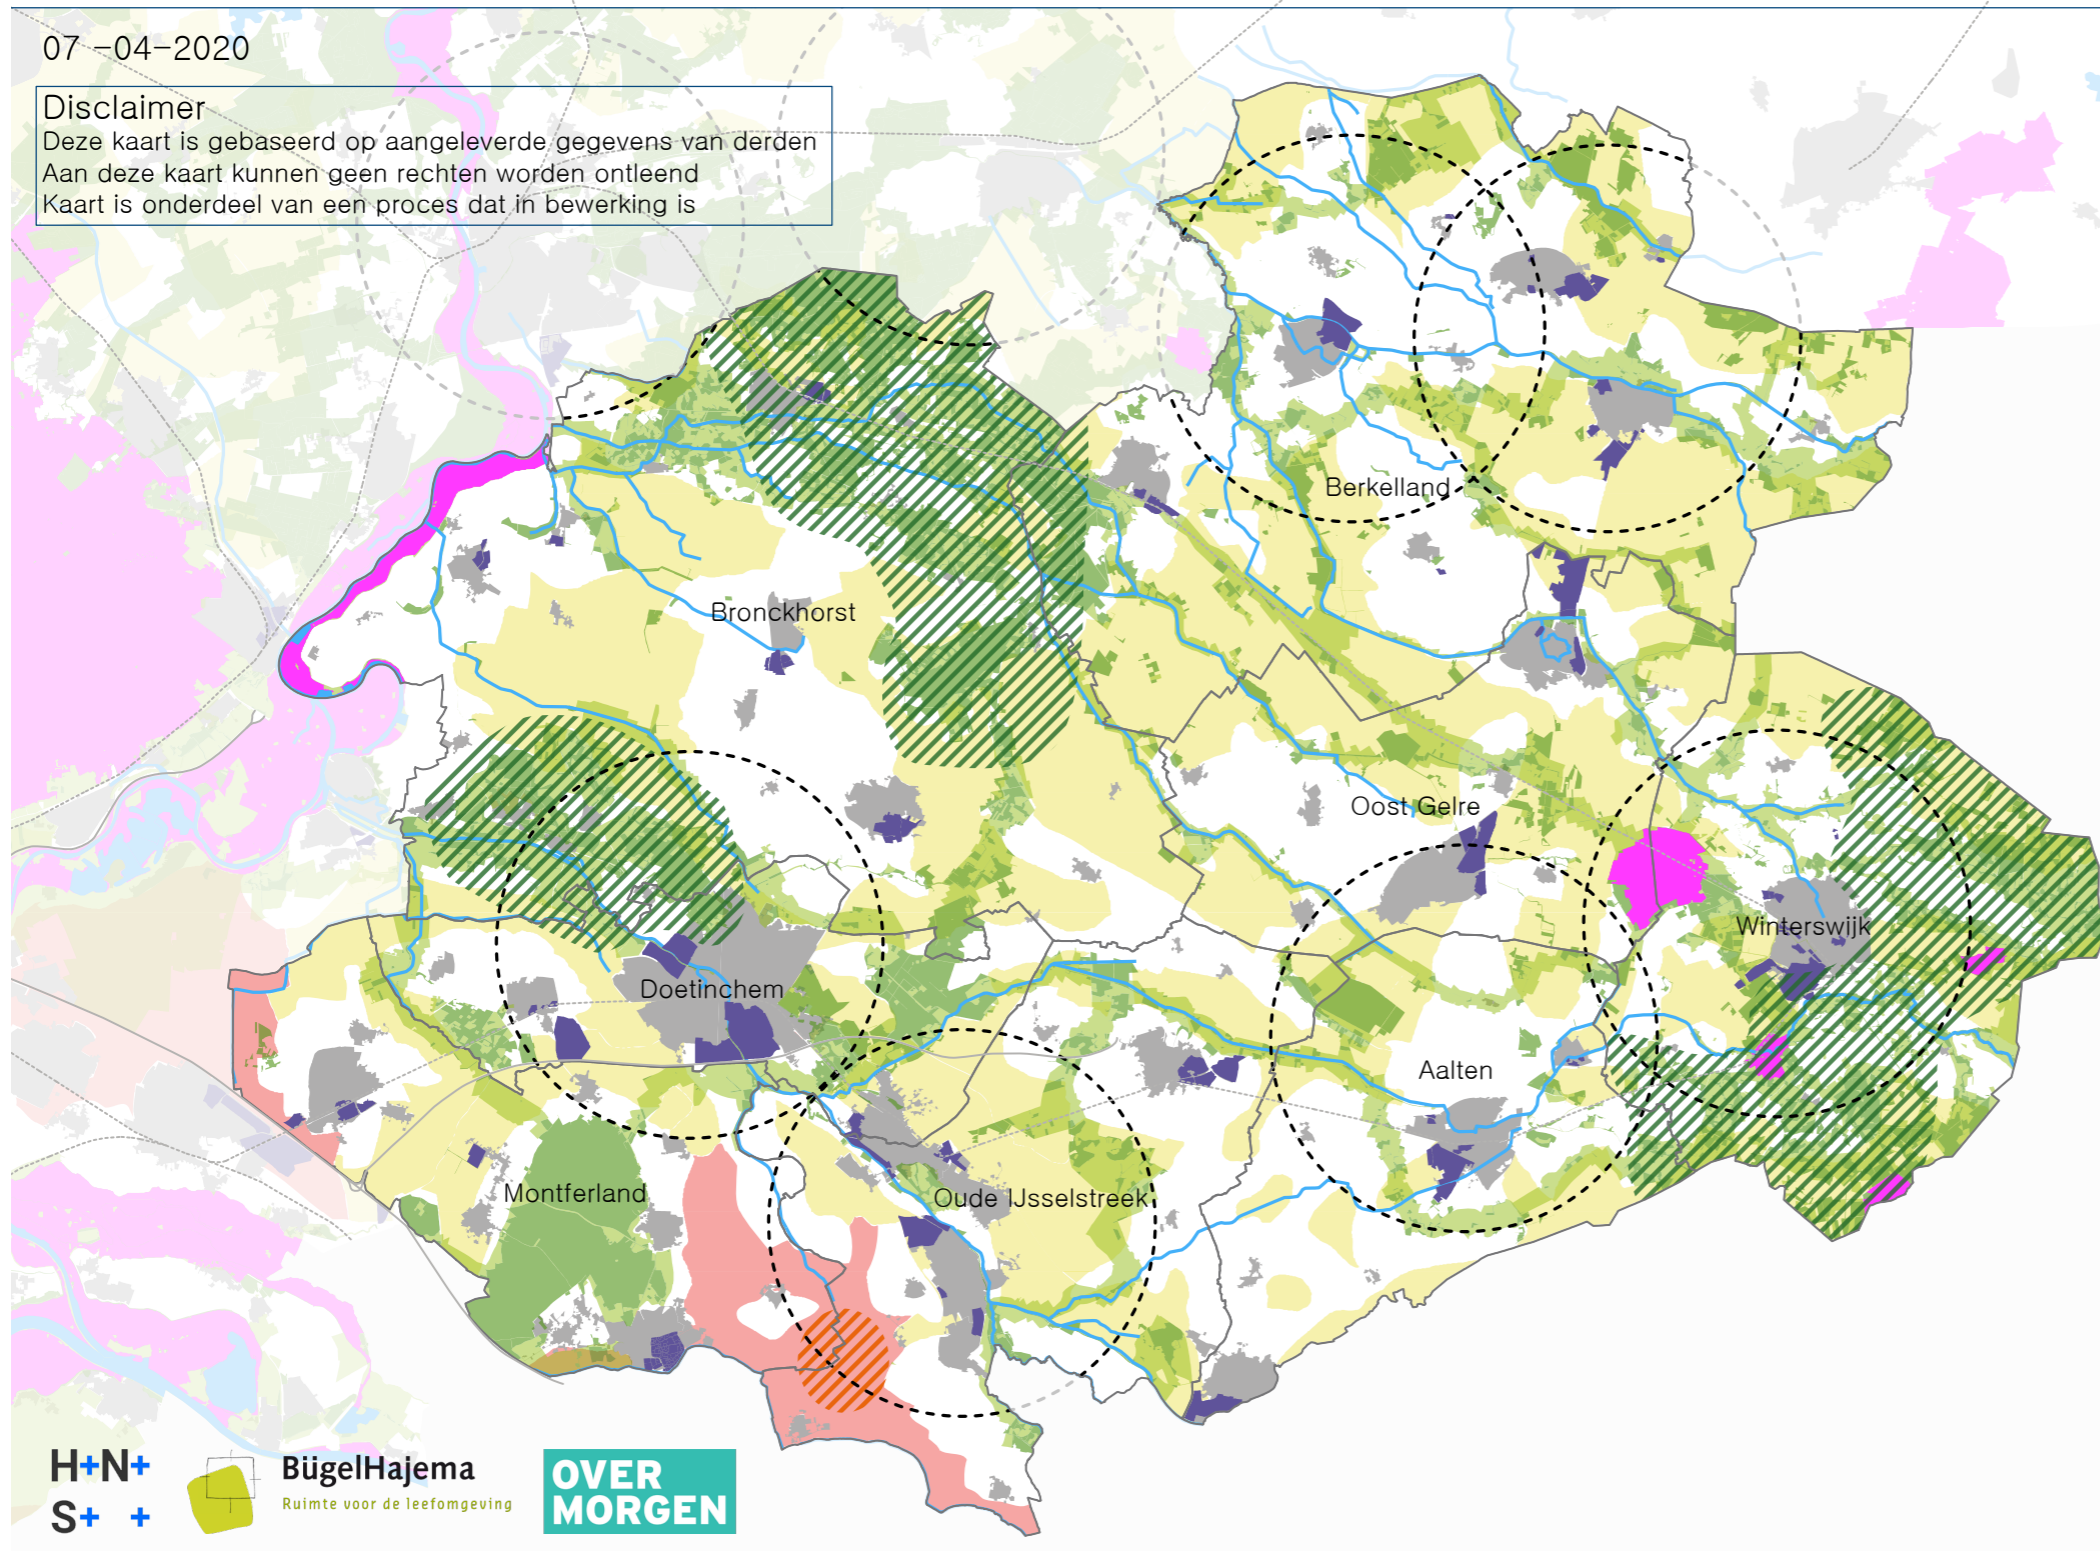 07 -04-2020
Disclaimer
Deze kaart is gebaseerd op aangeleverde gegevens van derden
Aan deze kaart kunnen geen rechten worden ontleend
Kaart is onderdeel van een proces dat in bewerking is
Berkelland
Bronckhorst
Oost Gelre
Winterswijk
Doetinchem
Aalten
Montferland
Oude IJsselstreek
H+N+
S+ +
BügelHajema
Ruimte voor de leefomgeving
OVER
MORGEN